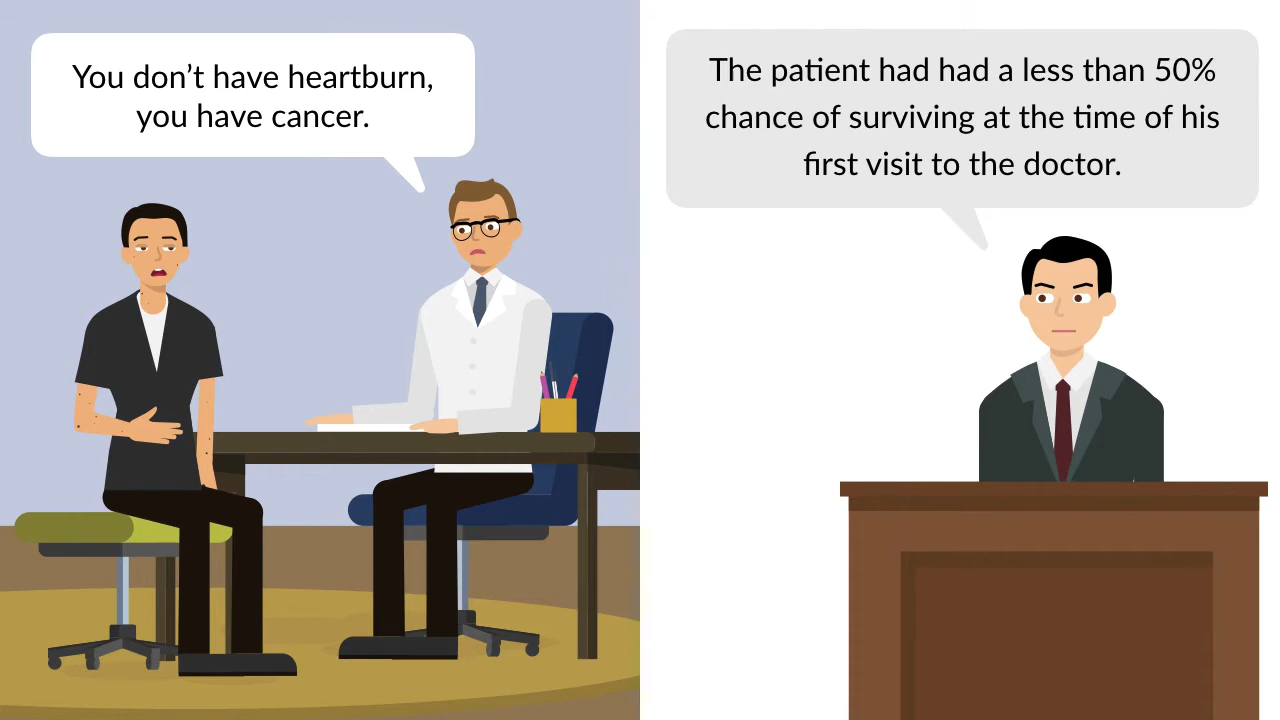 You don’t have heartburn,
you have cancer.
The patient had had a less than 50%
chance of surviving at the time of his
first visit to the doctor.